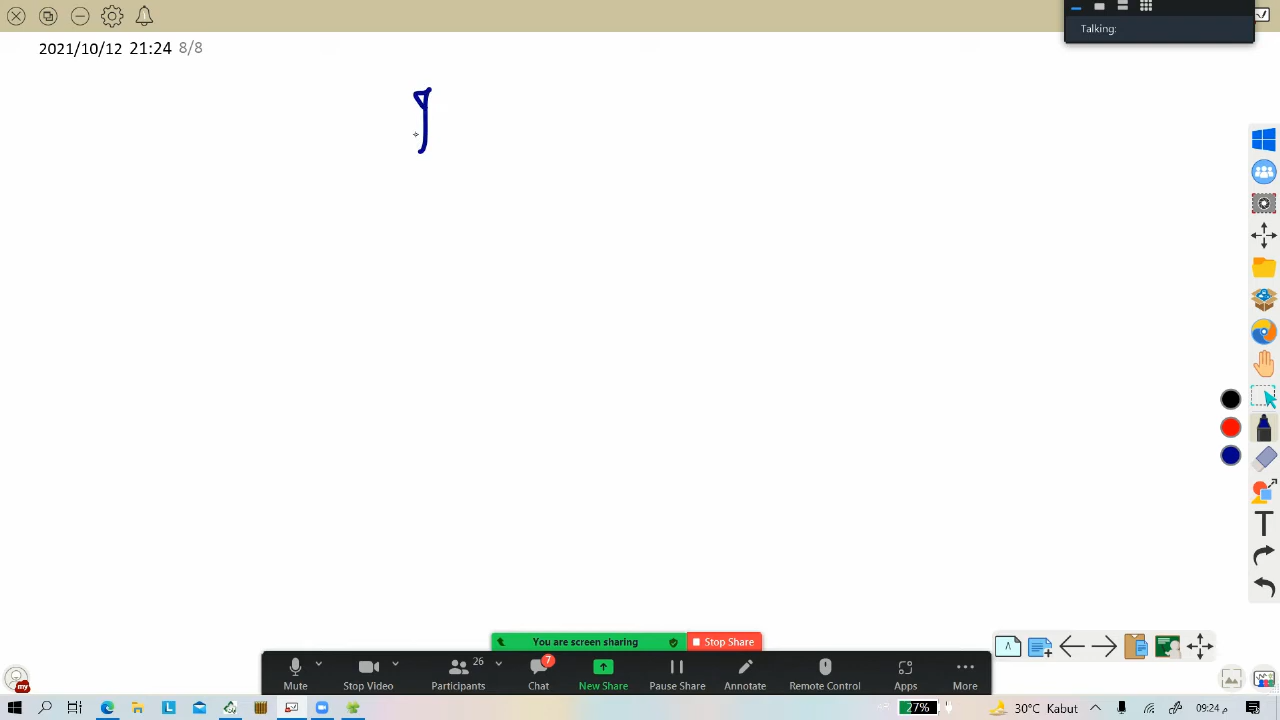 Talking:
2021/10/12 21:24 8/8
You are screen sharing
Stop Share
26
7
Mute
Stop Video
Participants
Chat
New Share
Pause Share
Annotate
Remote Control
Apps
More
my
27%
30°C Kabut
09:24 م